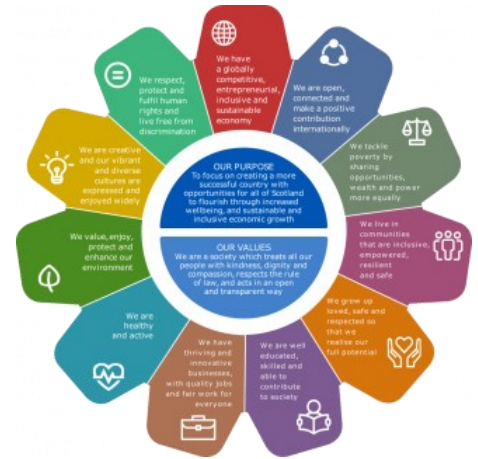 We have
a globally
competitive,
entrepreneurial,
inclusive and
sustainable
economy
We are open,
connected and
make a positive
contribution
internationally
We tackle
poverty by
sharing
opportunities,
wealth and power
more equally
We live in
communities
that are inclusive,
empowered,
resilient
and safe
We grow up
loved, safe and
respected so
that we
realise our
full potential
We are well
educated,
skilled and
able to
contribute
to society
We have
thriving and
innovative
businesses,
with quality jobs
and fair work for
everyone
We are
healthy
and active
We value, enjoy,
protect and
enhance our
environment
We are creative
and our vibrant
and diverse
cultures are
expressed and
enjoyed widely
We respect,
protect and
fulfil human
rights and
live free from
discrimination
OUR PURPOSE
To focus on creating a more
successful country with
opportunities for all of Scotland
to flourish through increased
wellbeing, and sustainable and
inclusive economic growth
OUR VALUES
We are a society which treats all our
people with kindness, dignity and
compassion, respects the rule
of law, and acts in an open
and transparent way